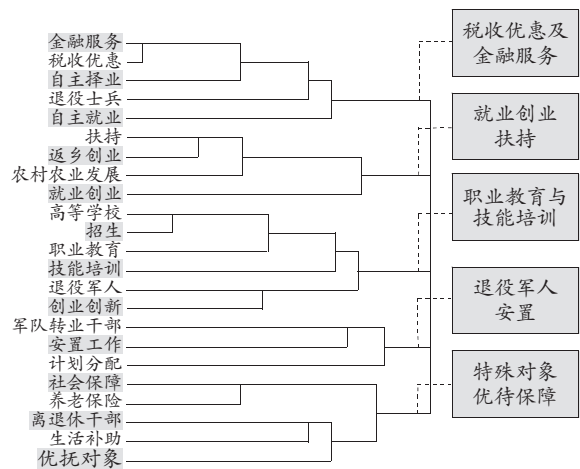 金融服务
税收优惠
自主择业
退役士兵
自主就业
扶持
返乡创业
农村农业发展
就业创业
高等学校
招生
职业教育
技能培训
退役军人
创业创新
军队转业干部
安置工作
计划分配
社会保障
养老保险
离退休干部
生活补助
优抚对象
税收优惠及
金融服务
就业创业
扶持
职业教育与
技能培训
退役军人
安置
特殊对象
优待保障